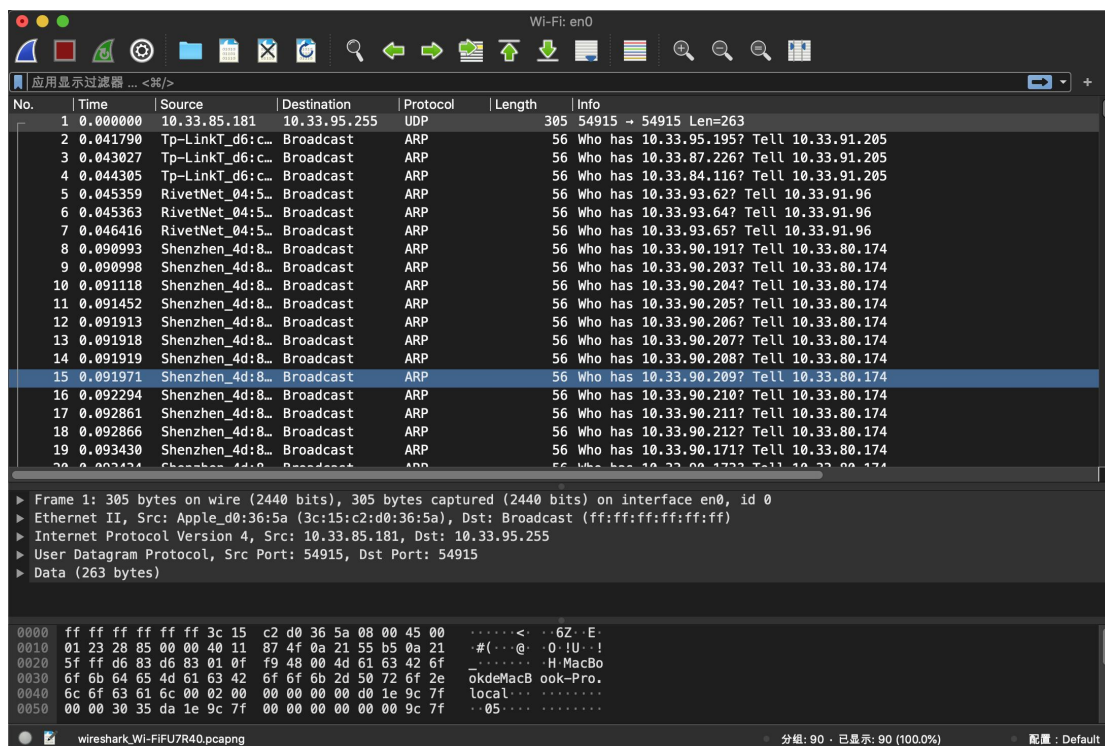 Wi-Fi: en0
应用显示过滤器 … <⌘/>
No. Time Source Destination Protocol Length Info
1 0.000000 10.33.85.181 10.33.95.255 UDP 305 54915 → 54915 Len=263
2 0.041790 Tp-LinkT_d6:c… Broadcast ARP 56 Who has 10.33.95.195? Tell 10.33.91.205
3 0.043027 Tp-LinkT_d6:c… Broadcast ARP 56 Who has 10.33.87.226? Tell 10.33.91.205
4 0.044305 Tp-LinkT_d6:c… Broadcast ARP 56 Who has 10.33.84.116? Tell 10.33.91.205
5 0.045359 RivetNet_04:5… Broadcast ARP 56 Who has 10.33.93.62? Tell 10.33.91.96
6 0.045363 RivetNet_04:5… Broadcast ARP 56 Who has 10.33.93.64? Tell 10.33.91.96
7 0.046416 RivetNet_04:5… Broadcast ARP 56 Who has 10.33.93.65? Tell 10.33.91.96
8 0.090993 Shenzhen_4d:8… Broadcast ARP 56 Who has 10.33.90.191? Tell 10.33.80.174
9 0.090998 Shenzhen_4d:8… Broadcast ARP 56 Who has 10.33.90.203? Tell 10.33.80.174
10 0.091118 Shenzhen_4d:8… Broadcast ARP 56 Who has 10.33.90.204? Tell 10.33.80.174
11 0.091452 Shenzhen_4d:8… Broadcast ARP 56 Who has 10.33.90.205? Tell 10.33.80.174
12 0.091913 Shenzhen_4d:8… Broadcast ARP 56 Who has 10.33.90.206? Tell 10.33.80.174
13 0.091918 Shenzhen_4d:8… Broadcast ARP 56 Who has 10.33.90.207? Tell 10.33.80.174
14 0.091919 Shenzhen_4d:8… Broadcast ARP 56 Who has 10.33.90.208? Tell 10.33.80.174
15 0.091971 Shenzhen_4d:8… Broadcast ARP 56 Who has 10.33.90.209? Tell 10.33.80.174
16 0.092294 Shenzhen_4d:8… Broadcast ARP 56 Who has 10.33.90.210? Tell 10.33.80.174
17 0.092861 Shenzhen_4d:8… Broadcast ARP 56 Who has 10.33.90.211? Tell 10.33.80.174
18 0.092866 Shenzhen_4d:8… Broadcast ARP 56 Who has 10.33.90.212? Tell 10.33.80.174
19 0.093430 Shenzhen_4d:8… Broadcast ARP 56 Who has 10.33.90.171? Tell 10.33.80.174
Frame 1: 305 bytes on wire (2440 bits), 305 bytes captured (2440 bits) on interface en0, id 0
Ethernet II, Src: Apple_d0:36:5a (3c:15:c2:d0:36:5a), Dst: Broadcast (ff:ff:ff:ff:ff:ff)
Internet Protocol Version 4, Src: 10.33.85.181, Dst: 10.33.95.255
User Datagram Protocol, Src Port: 54915, Dst Port: 54915
Data (263 bytes)
0000 ff ff ff ff ff ff 3c 15 c2 d0 36 5a 08 00 45 00 ······<· ··6Z··E·
0010 01 23 28 85 00 00 40 11 87 4f 0a 21 55 b5 0a 21 ·#(···@· ·O·!U··!
0020 5f ff d6 83 d6 83 01 0f f9 48 00 4d 61 63 42 6f _······· ·H·MacBo
0030 6f 6b 64 65 4d 61 63 42 6f 6f 6b 2d 50 72 6f 2e okdeMacB ook-Pro.
0040 6c 6f 63 61 6c 00 02 00 00 00 00 00 d0 1e 9c 7f local··· ········
0050 00 00 30 35 da 1e 9c 7f 00 00 00 00 00 00 9c 7f ··05···· ········
wireshark_Wi-FiFU7R40.pcapng 分组: 90 · 已显示: 90 (100.0%) 配置：Default